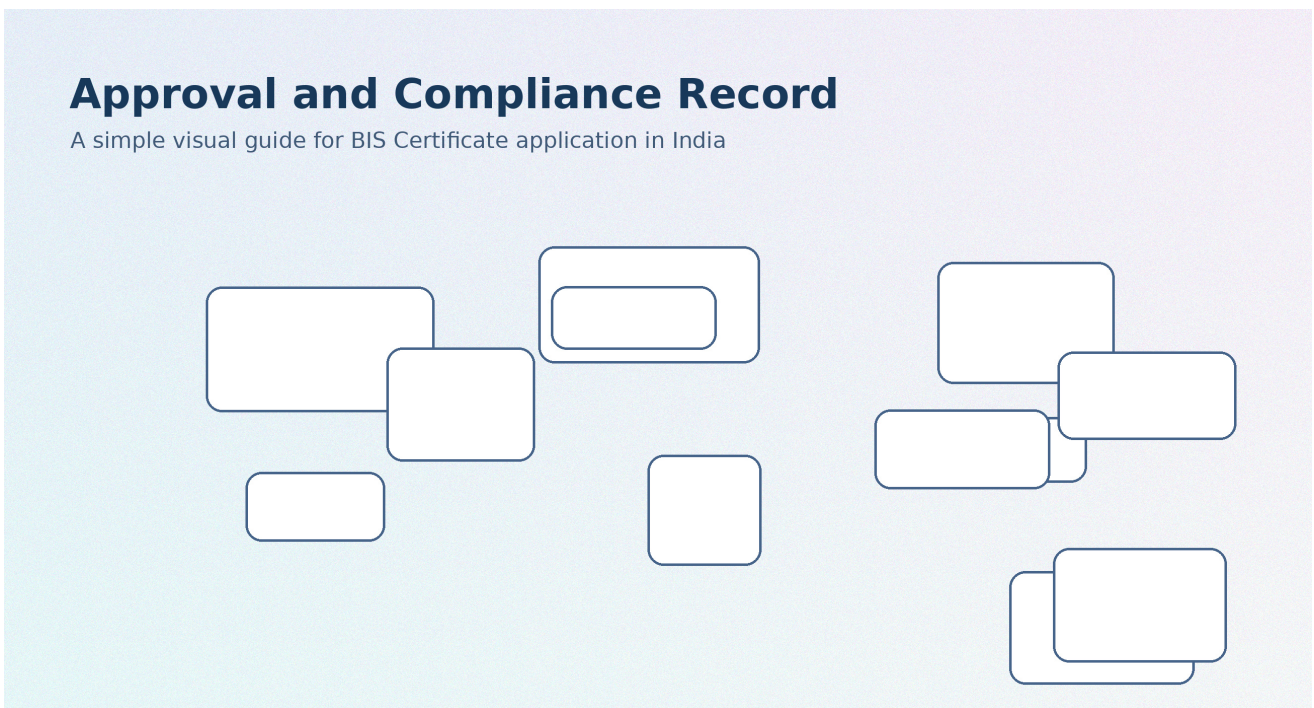 Approval and Compliance Record
A simple visual guide for BIS Certificate application in India